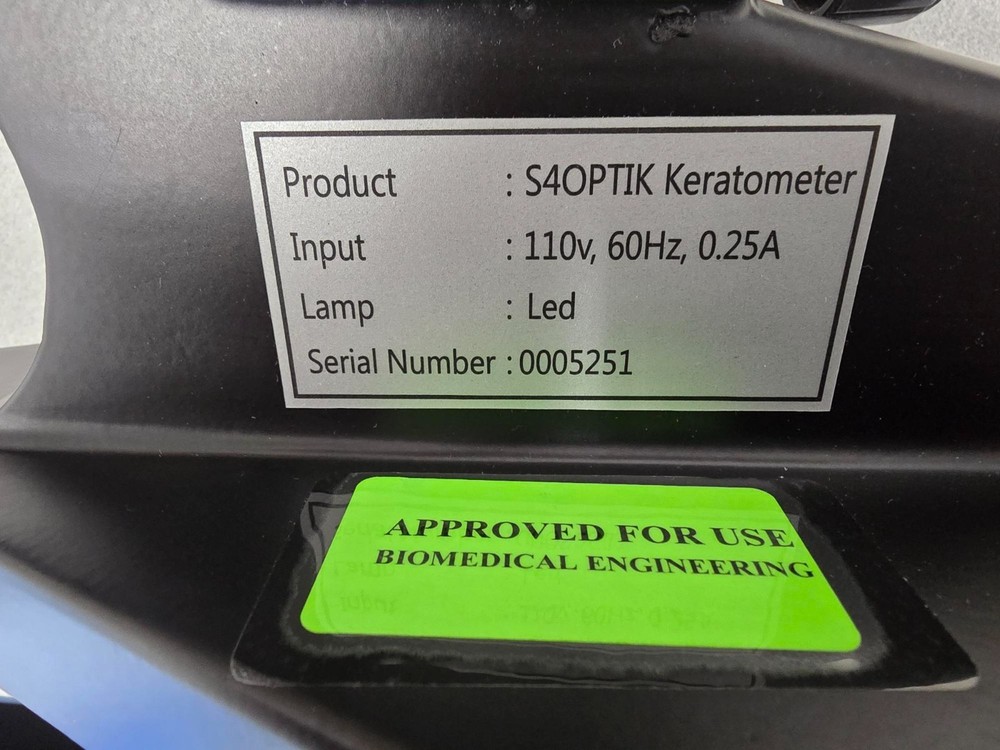 Product : S4OPTIK Keratometer
Input : 110v, 60Hz, 0.25A
Lamp : Led
Serial Number : 0005251
APPROVED FOR USE
BIOMEDICAL ENGINEERING